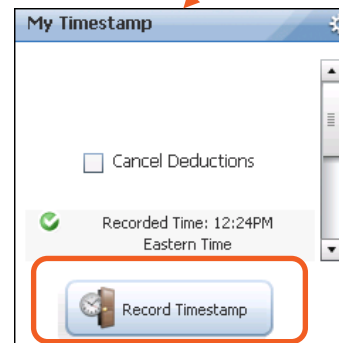 My Timestamp
Cancel Deductions
Recorded Time: 12:24PM
Eastern Time
Record Timestamp